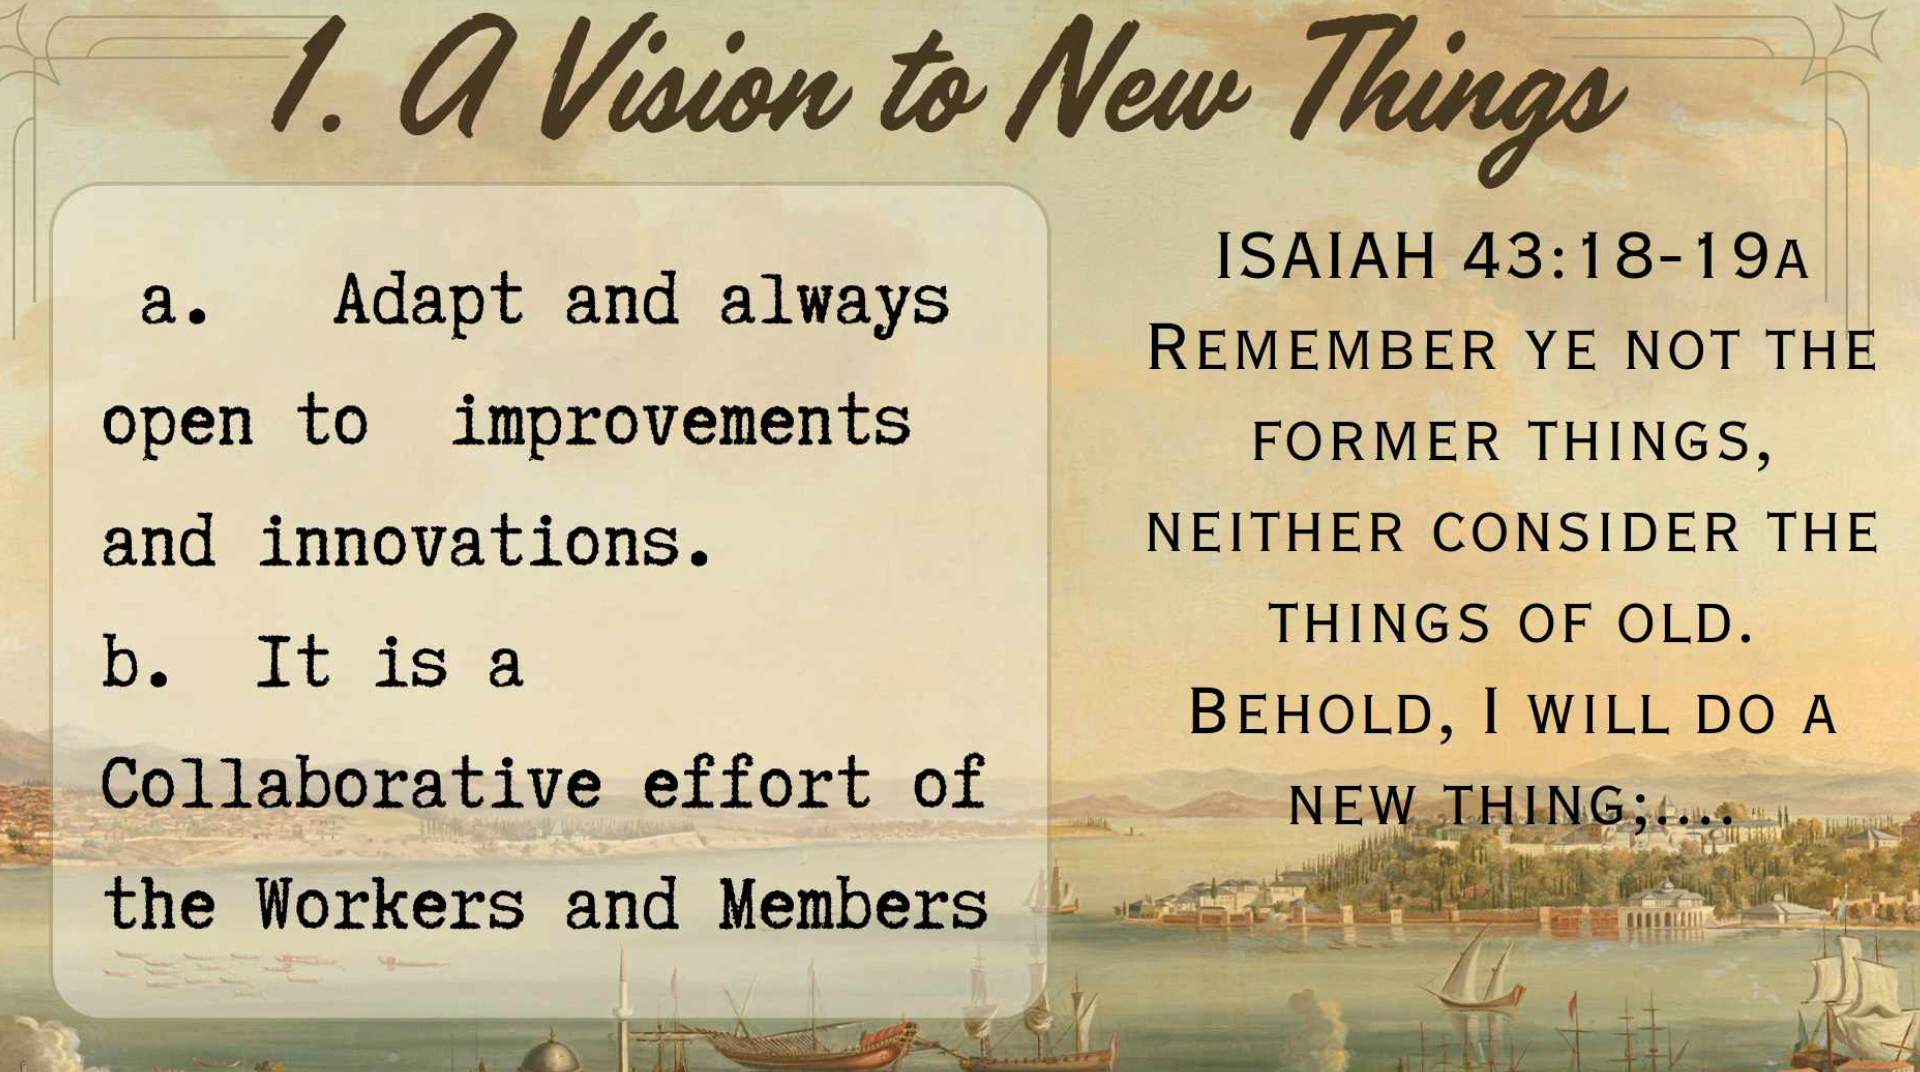 1. A Vision to New Things
a. Adapt and always
open to improvements
and innovations.
b. It is a
Collaborative effort of
the Workers and Members
ISAIAH 43:18-19A
REMEMBER YE NOT THE
FORMER THINGS,
NEITHER CONSIDER THE
THINGS OF OLD.
BEHOLD, I WILL DO A
NEW THING;....